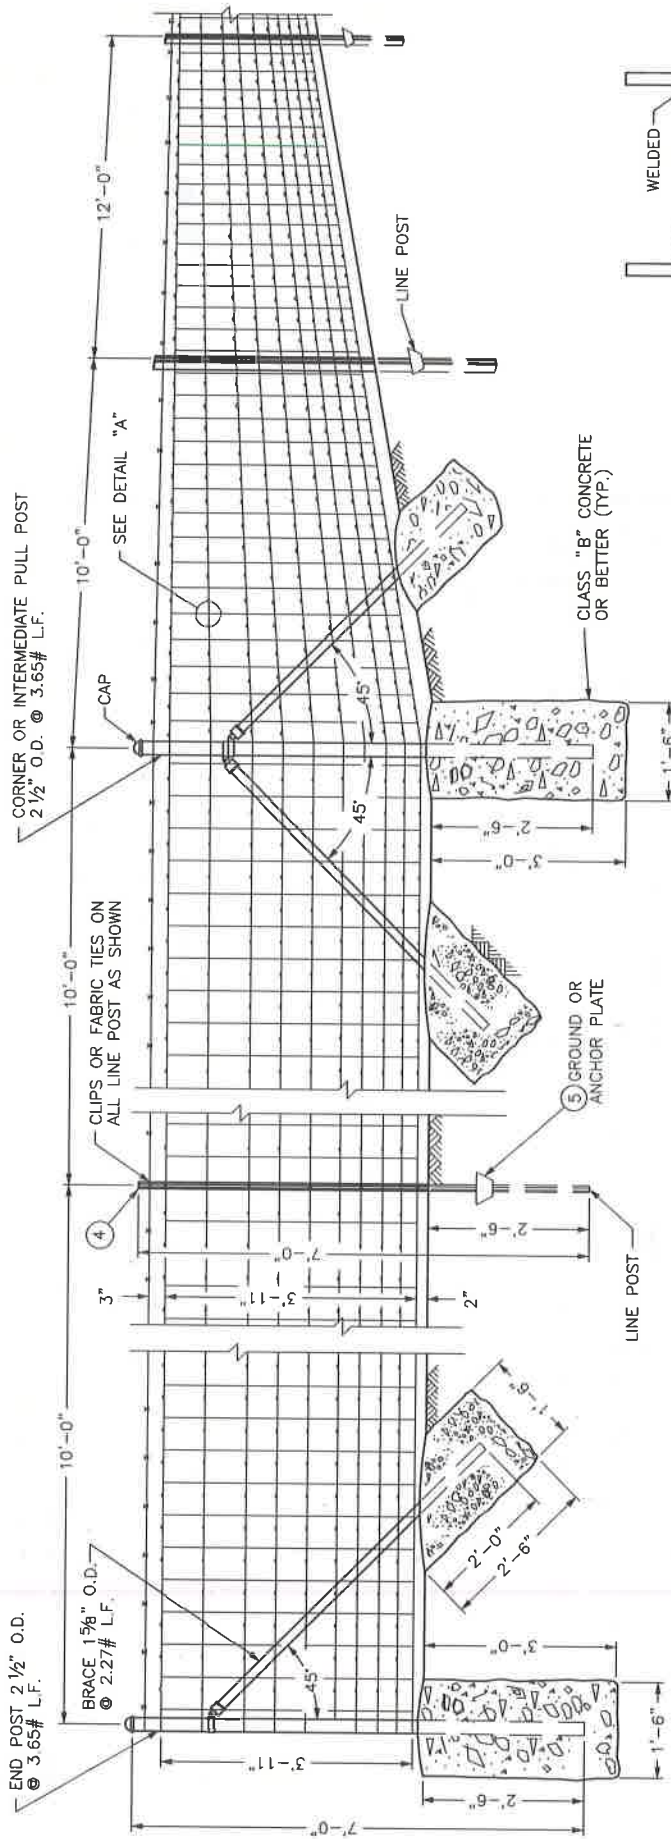 END POST 2 ½" O.D.
@ 3.65# L.F.
BRACE 1⅝" O.D.
@ 2.27# L.F.
10'-0"
45°
3'-11"
7'-0"
2'-6"
3'-0"
1'-6"
2'-0"
2'-6"
1'-6"
CLIPS OR FABRIC TIES ON
ALL LINE POST AS SHOWN
4
3"
3'-11"
2"
7'-0"
2'-6"
LINE POST
5 GROUND OR
ANCHOR PLATE
10'-0"
CORNER OR INTERMEDIATE PULL POST
2 ½" O.D. @ 3.65# L.F.
CAP
SEE DETAIL "A"
45°
45°
2'-6"
3'-0"
1'-6"
CLASS "B" CONCRETE
OR BETTER (TYP.)
10'-0"
LINE POST
12'-0"
WELDED